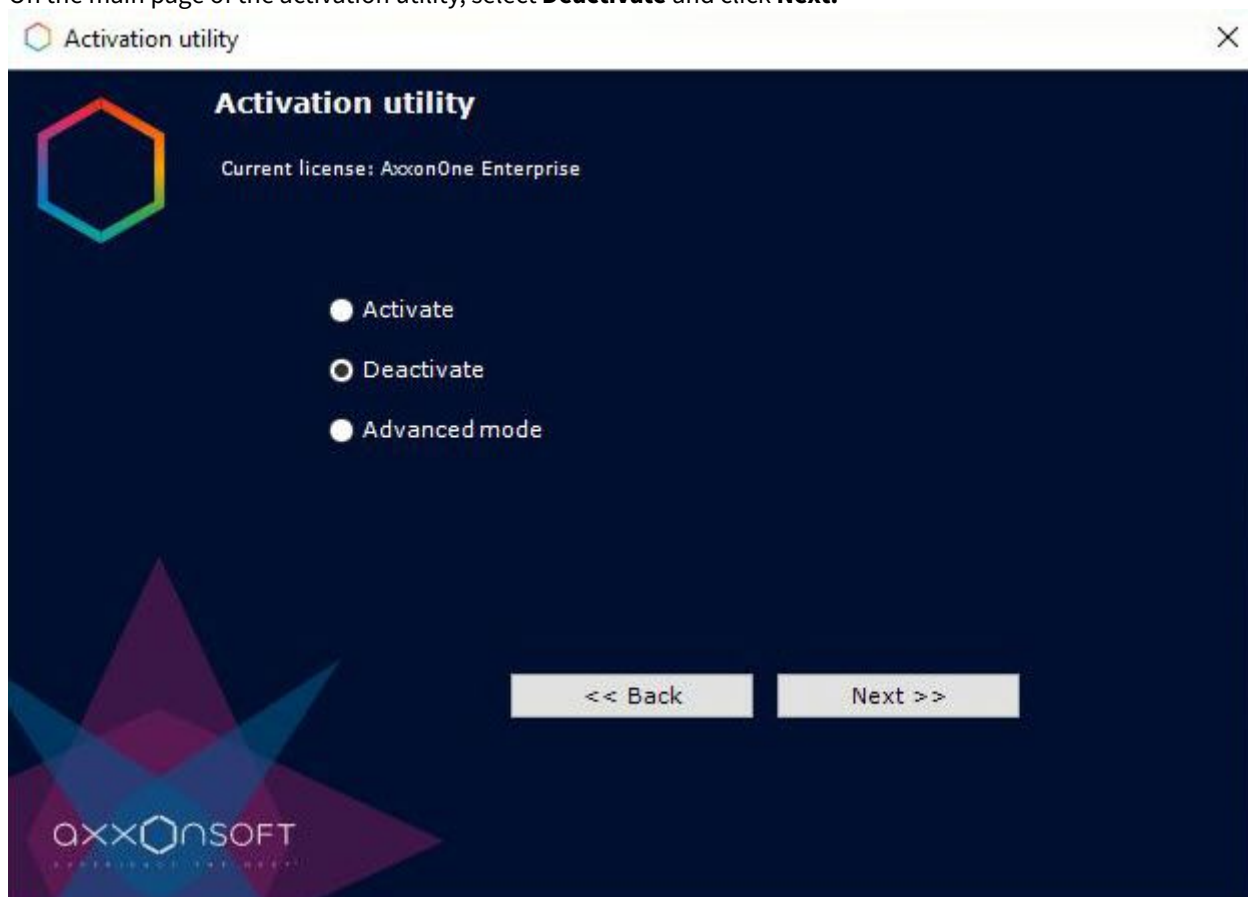 On the main page of the activation utility, select Deactivate and click Next.
Activation utility
Activation utility
Current license: AxxonOne Enterprise
Activate
Deactivate
Advanced mode
<< Back
Next >>
axxonsoft